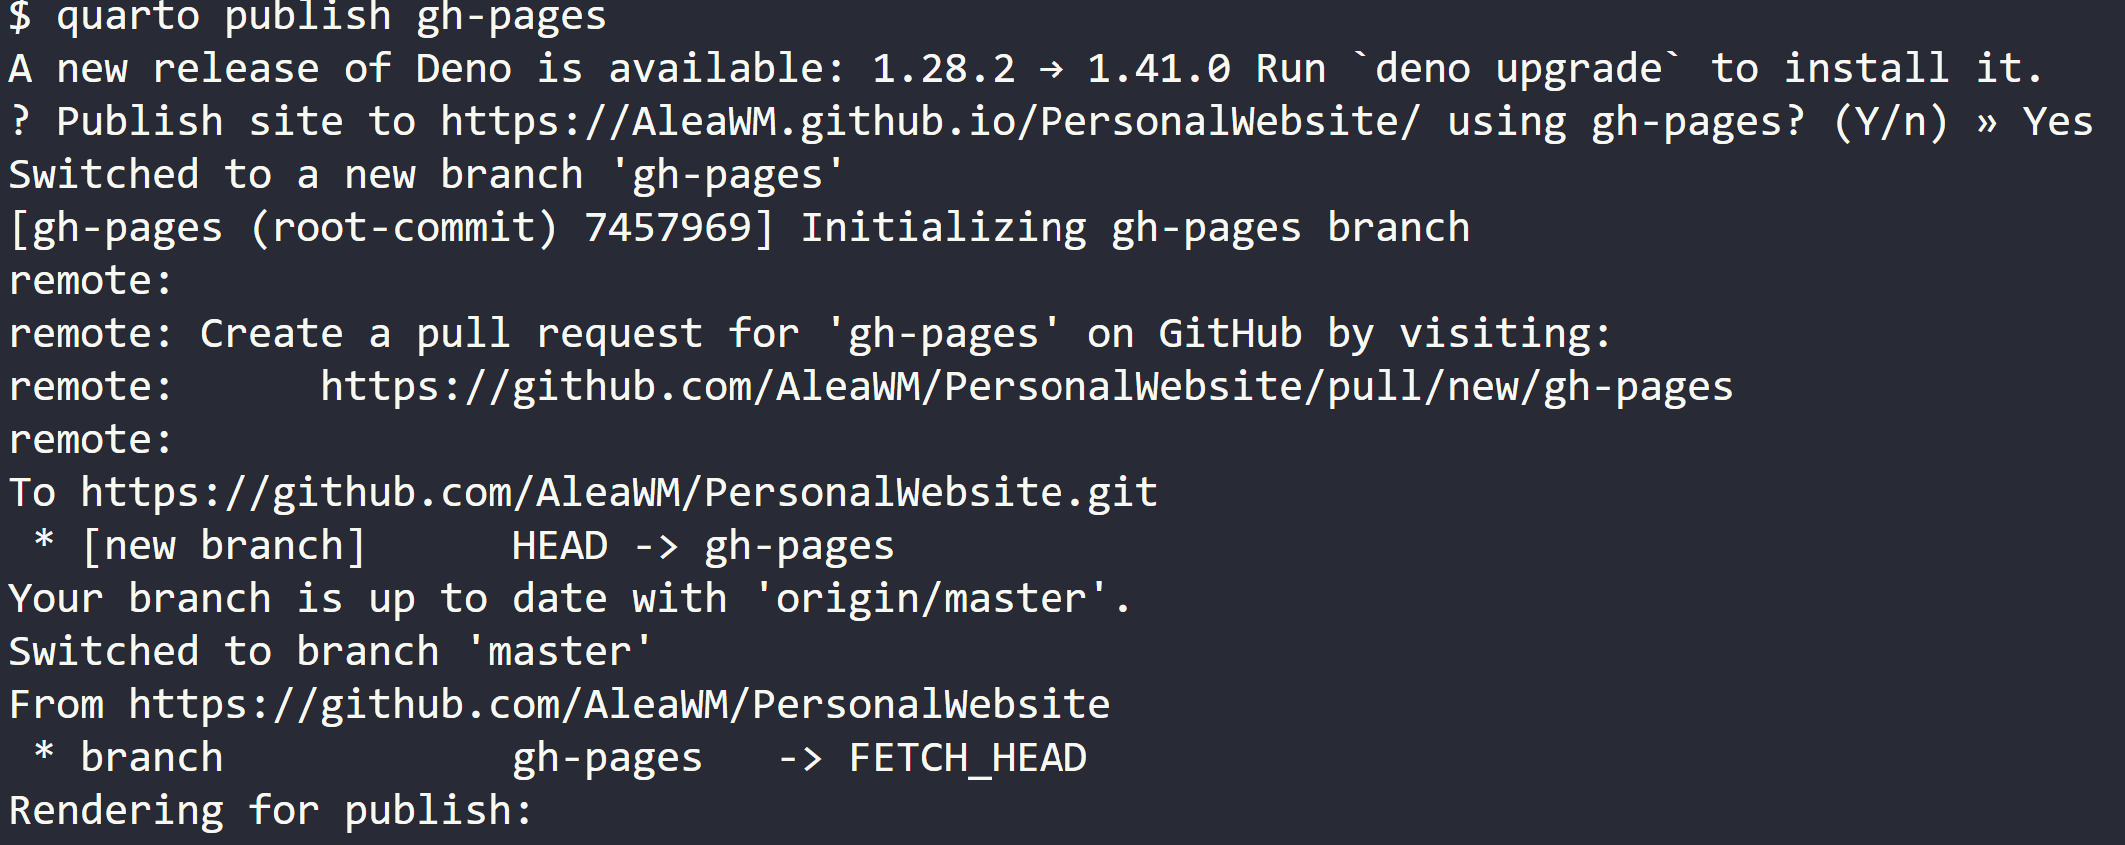 $ quarto publish gh-pages
A new release of Deno is available: 1.28.2 → 1.41.0 Run `deno upgrade` to install it.
? Publish site to https://AleaWM.github.io/PersonalWebsite/ using gh-pages? (Y/n) » Yes
Switched to a new branch 'gh-pages'
[gh-pages (root-commit) 7457969] Initializing gh-pages branch
remote:
remote: Create a pull request for 'gh-pages' on GitHub by visiting:
remote:      https://github.com/AleaWM/PersonalWebsite/pull/new/gh-pages
remote:
To https://github.com/AleaWM/PersonalWebsite.git
 * [new branch]      HEAD -> gh-pages
Your branch is up to date with 'origin/master'.
Switched to branch 'master'
From https://github.com/AleaWM/PersonalWebsite
 * branch            gh-pages   -> FETCH_HEAD
Rendering for publish: